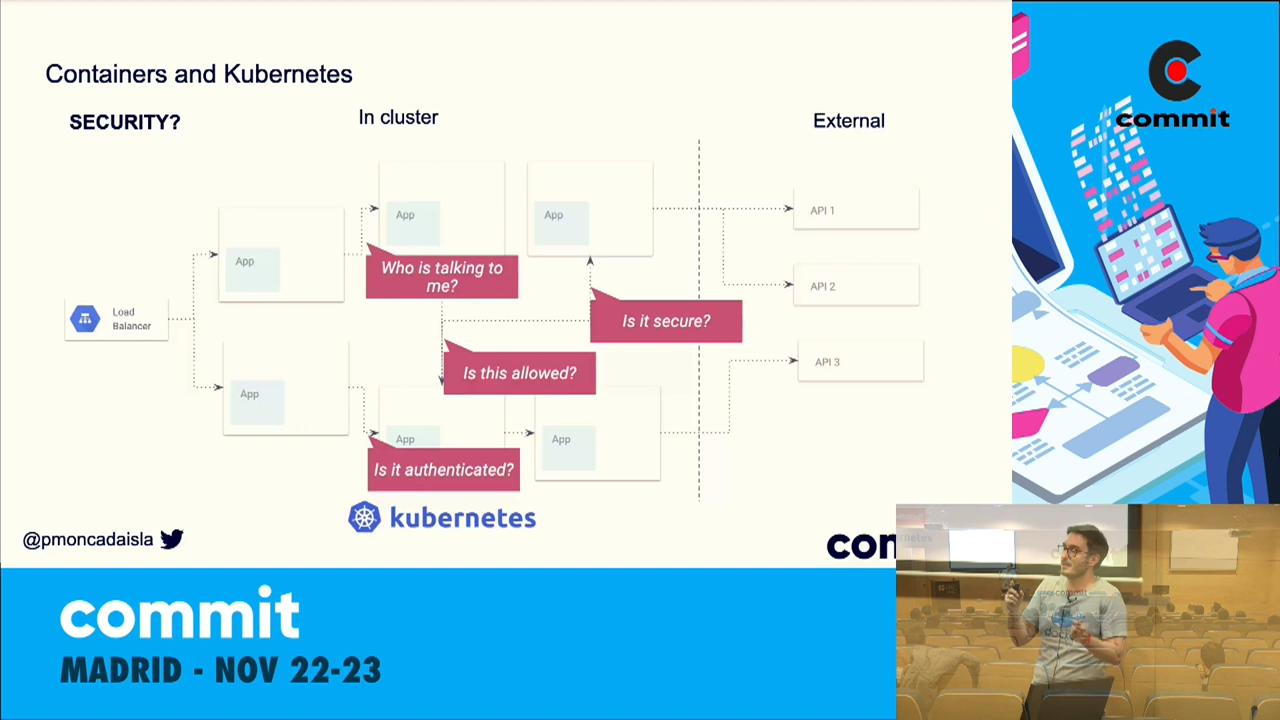 Containers and Kubernetes
SECURITY?
In cluster
External
App
App
App
App
App
App
Load
Balancer
Who is talking to
me?
Is it secure?
Is this allowed?
Is it authenticated?
API 1
API 2
API 3
kubernetes
@pmoncadaisla
com
commit
MADRID - NOV 22-23
commit